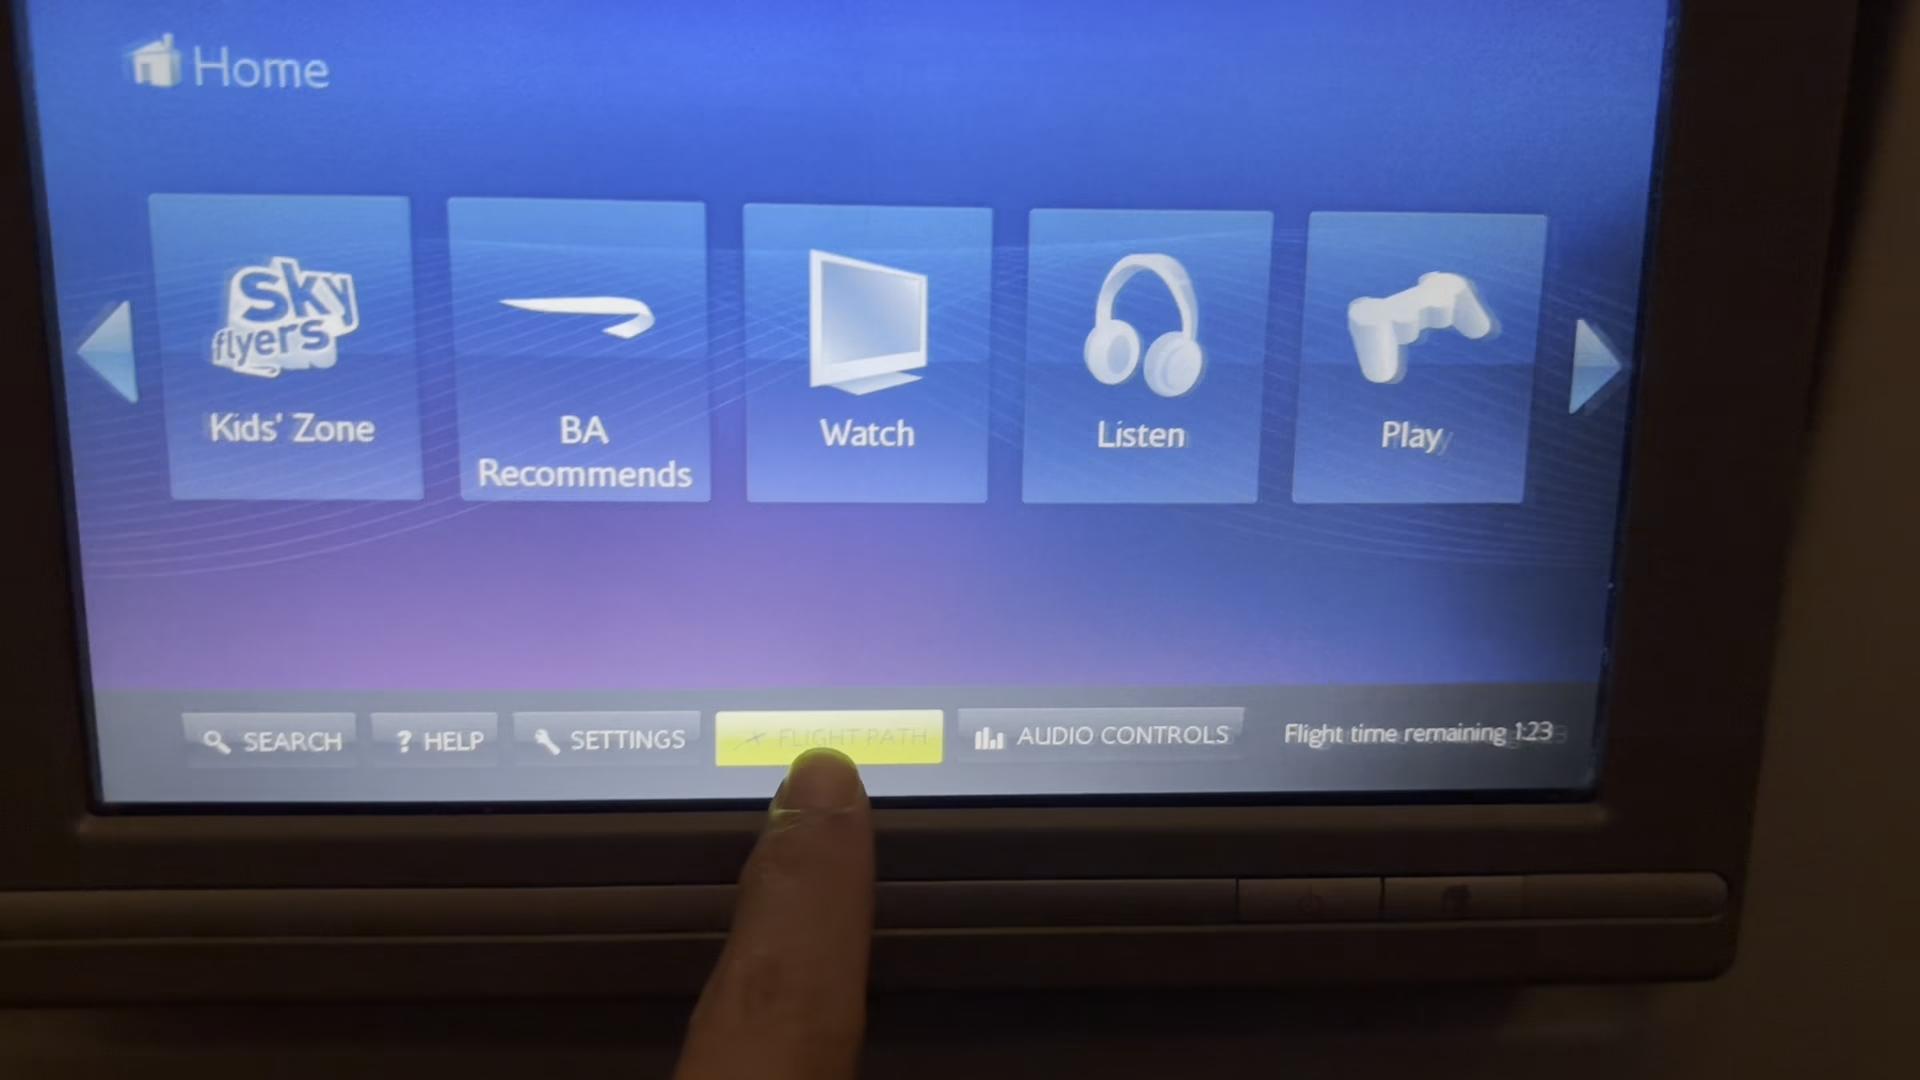 Home
Sky
flyers
Kids' Zone
BA
Recommends
Watch
Listen
Play
SEARCH
? HELP
SETTINGS
FLIGHT PATH
AUDIO CONTROLS
Flight time remaining 1:23